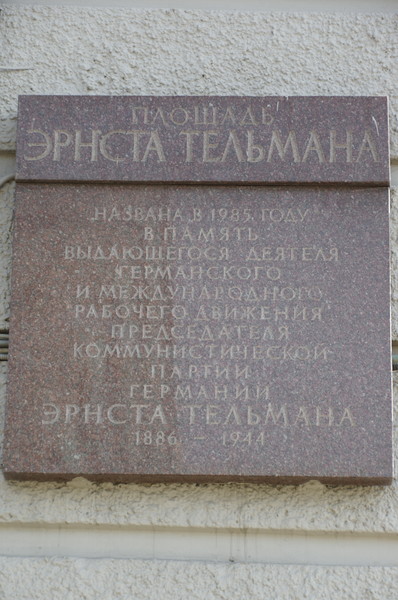 ПЛОЩАДЬ
ЭРНСТА ТЕЛЬМАНА
НАЗВАНА В 1985 ГОДУ
В ПАМЯТЬ
ВЫДАЮЩЕГОСЯ ДЕЯТЕЛЯ
ГЕРМАНСКОГО
И МЕЖДУНАРОДНОГО
РАБОЧЕГО ДВИЖЕНИЯ
ПРЕДСЕДАТЕЛЯ
КОММУНИСТИЧЕСКОЙ
ПАРТИИ
ГЕРМАНИИ
ЭРНСТА ТЕЛЬМАНА
1886 – 1944